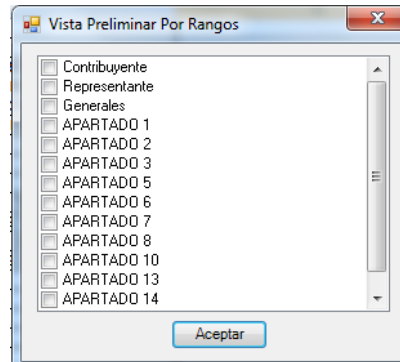 Vista Preliminar Por Rangos
Contribuyente
Representante
Generales
APARTADO 1
APARTADO 2
APARTADO 3
APARTADO 5
APARTADO 6
APARTADO 7
APARTADO 8
APARTADO 10
APARTADO 13
APARTADO 14
Aceptar